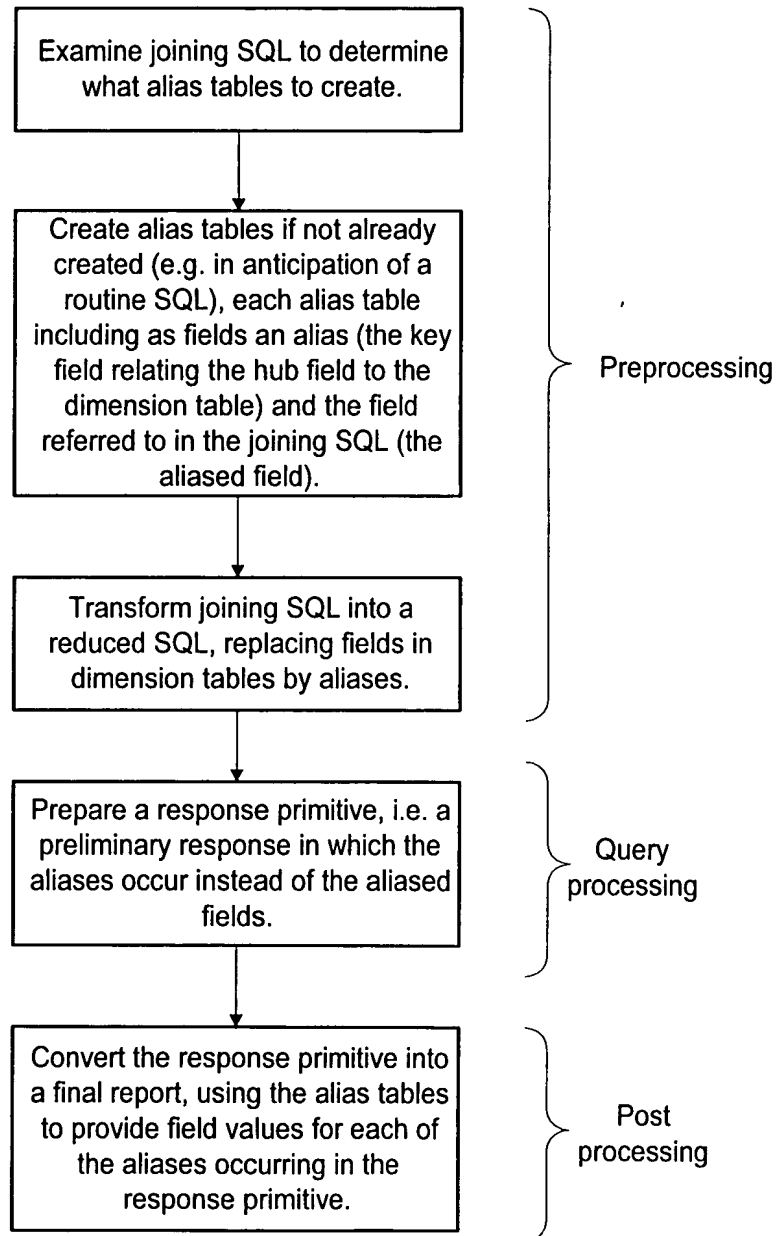 Examine joining SQL to determine
what alias tables to create.
Create alias tables if not already
created (e.g. in anticipation of a
routine SQL), each alias table
including as fields an alias (the key
field relating the hub field to the
dimension table) and the field
referred to in the joining SQL (the
aliased field).
Preprocessing
Transform joining SQL into a
reduced SQL, replacing fields in
dimension tables by aliases.
Prepare a response primitive, i.e. a
preliminary response in which the
aliases occur instead of the aliased
fields.
Query
processing
Convert the response primitive into
a final report, using the alias tables
to provide field values for each of
the aliases occurring in the
response primitive.
Post
processing